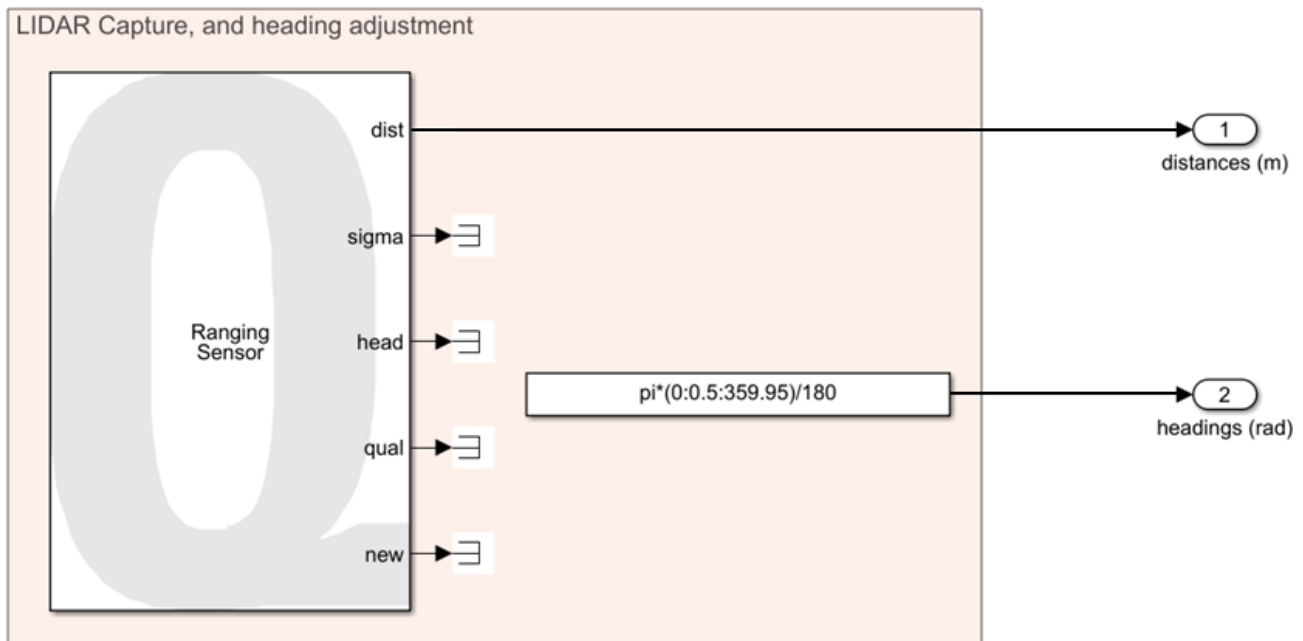 LIDAR Capture, and heading adjustment
dist
1
distances (m)
sigma
Ranging
Sensor
head
pi*(0:0.5:359.95)/180
2
headings (rad)
qual
new